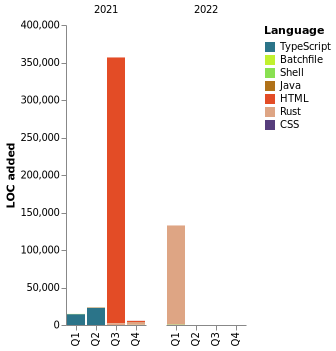 2021 2022
LOC added
400,000
350,000
300,000
250,000
200,000
150,000
100,000
50,000
0
Q1 Q2 Q3 Q4 Q1 Q2 Q3 Q4
Language
TypeScript
Batchfile
Shell
Java
HTML
Rust
CSS